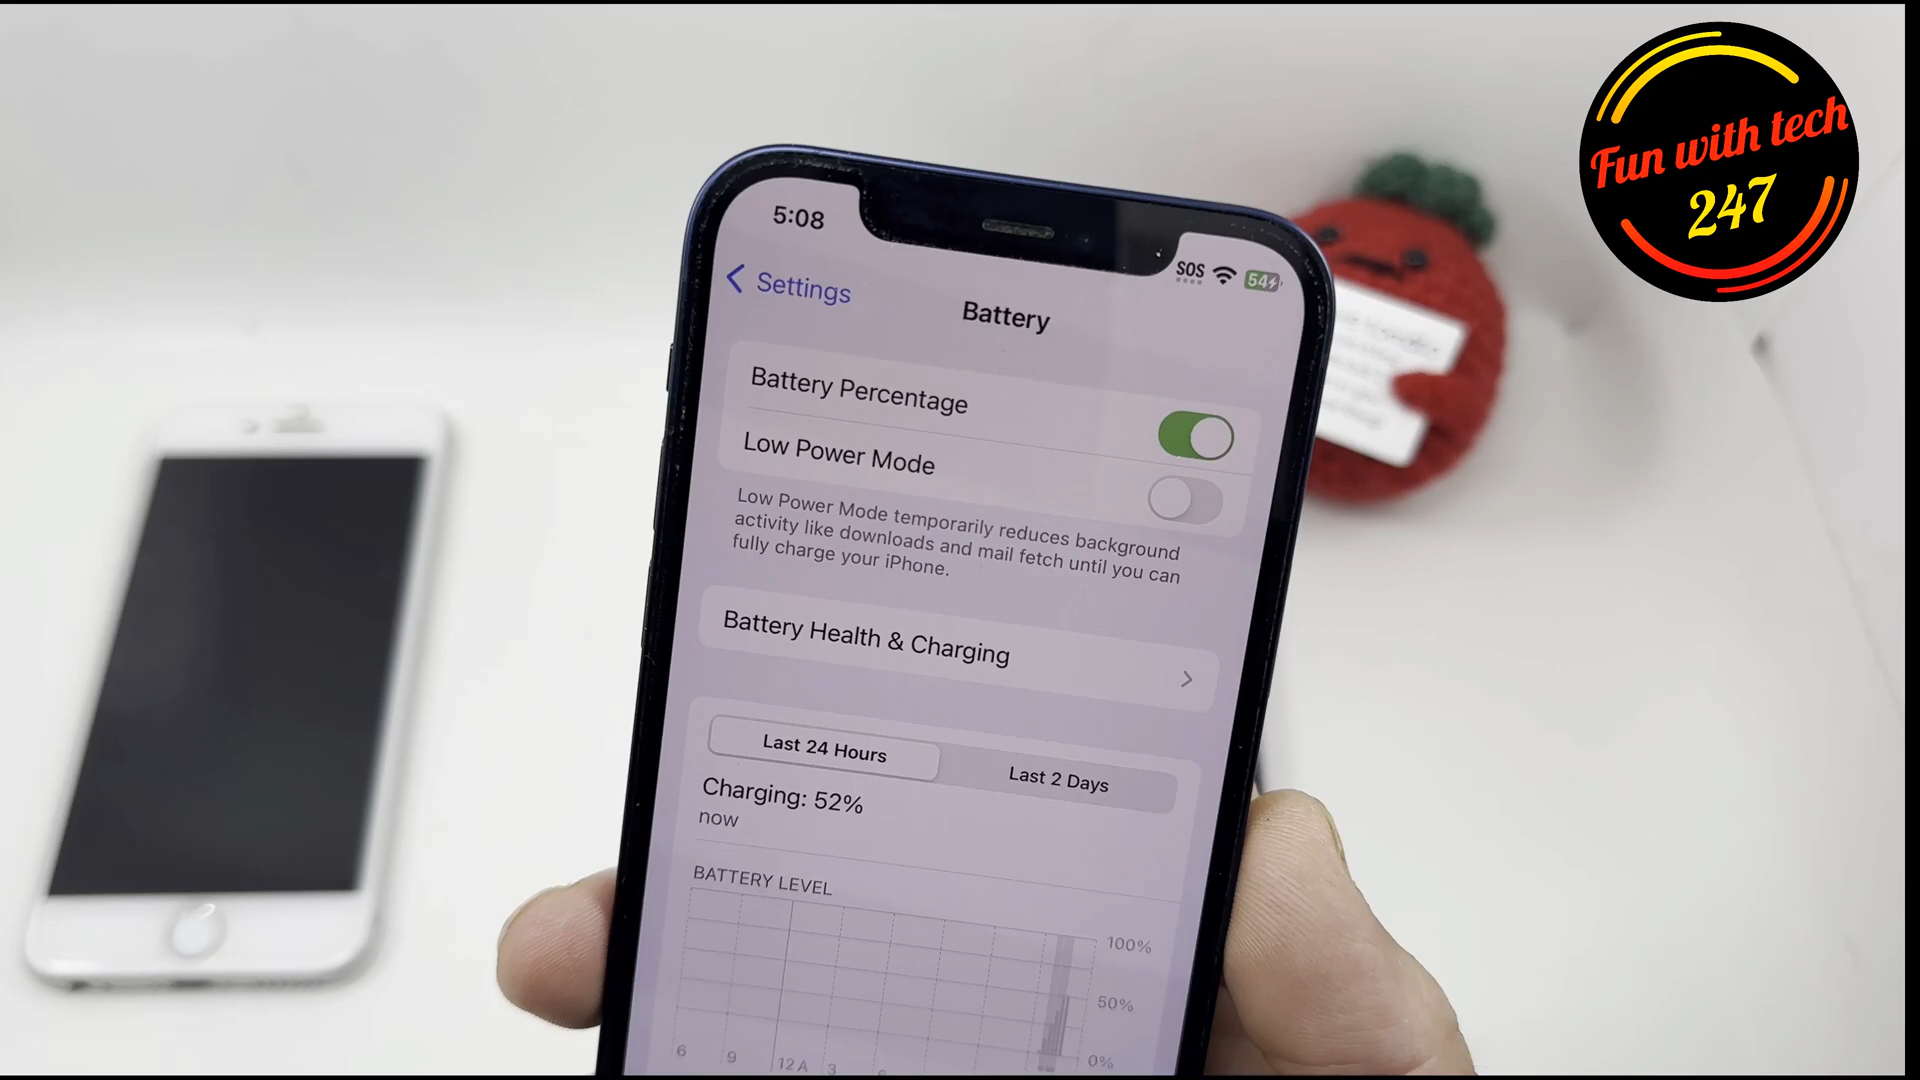 Fun with tech
247
5:08
SOS
54
Settings
Battery
Battery Percentage
Low Power Mode
Low Power Mode temporarily reduces background
activity like downloads and mail fetch until you can
fully charge your iPhone.
Battery Health & Charging
Last 24 Hours
Last 2 Days
Charging: 52%
now
BATTERY LEVEL
100%
50%
0%
6
9
12 A
3